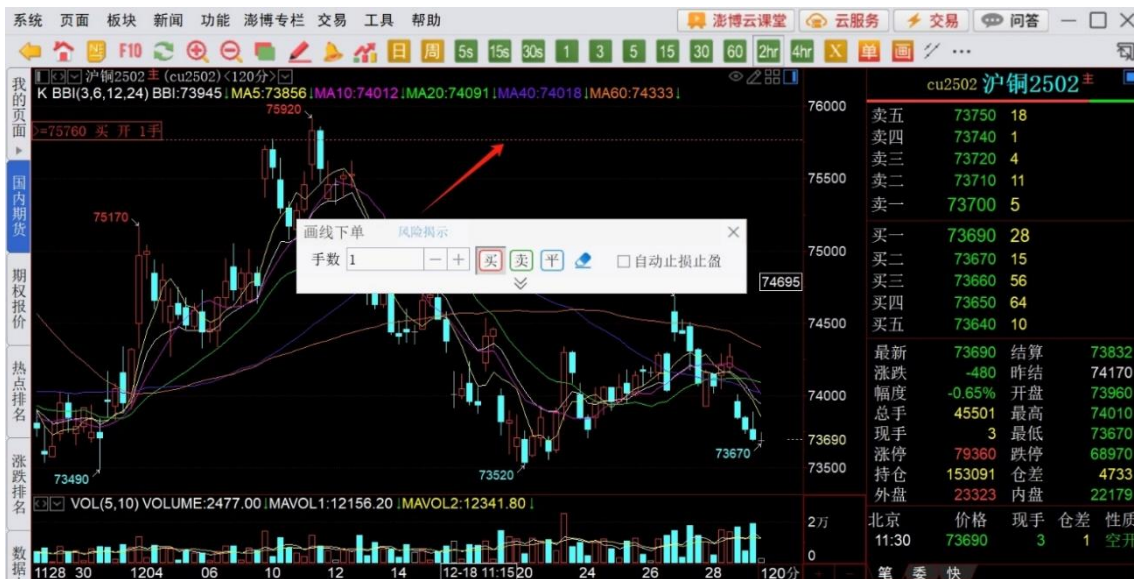 系统 页面 板块 新闻 功能 澎博专栏 交易 工具 帮助 澎博云课堂 云服务 交易 问答
F10 日 周 5s 15s 30s 1 3 5 15 30 60 2hr 4hr X 单 画
我的页面
国内期货
期权报价
热点排名
涨跌排名
数据
沪铜2502主 (cu2502)<120分>
K BBI(3,6,12,24) BBI:73945↓MA5:73856↓MA10:74012↓MA20:74091↓MA40:74018↓MA60:74333↓
75920
>=75760 买 开 1手
75170
73490
73520
73670
76000
75500
75000
74695
74500
74000
73690
73500
画线下单 风险揭示
手数 1 买 卖 平 自动止损止盈
VOL(5,10) VOLUME:2477.00↓MAVOL1:12156.20↓MAVOL2:12341.80↓
2万
0
1128 30 1204 06 10 12 14 12-18 11:15 20 24 26 28 120分
cu2502 沪铜2502主
卖五 73750 18
卖四 73740 1
卖三 73720 4
卖二 73710 11
卖一 73700 5
买一 73690 28
买二 73670 15
买三 73660 56
买四 73650 64
买五 73640 10
最新 73690 结算 73832
涨跌 -480 昨结 74170
幅度 -0.65% 开盘 73960
总手 45501 最高 74010
现手 3 最低 73670
涨停 79360 跌停 68970
持仓 153091 仓差 4733
外盘 23323 内盘 22179
北京 价格 现手 仓差 性质
11:30 73690 3 1 空开
笔 委 快